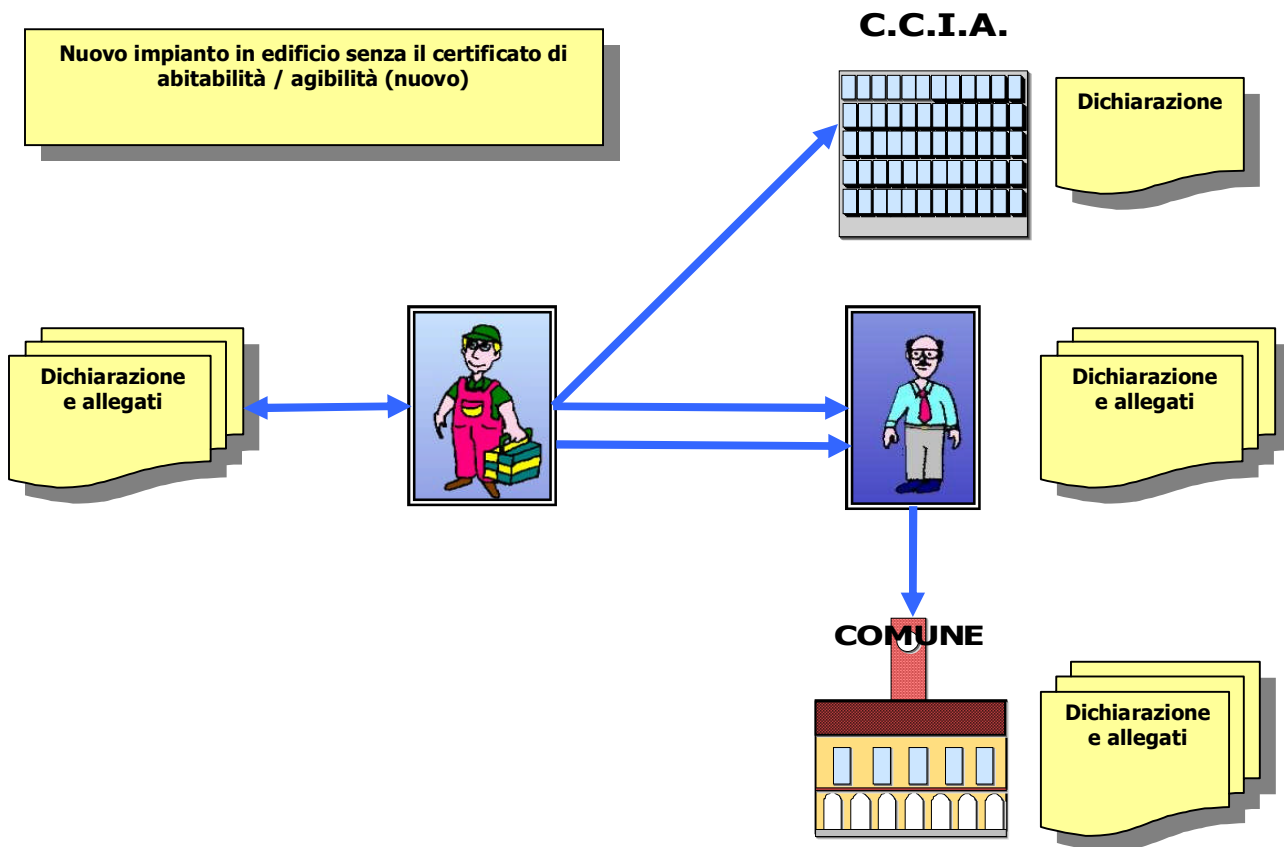 Nuovo impianto in edificio senza il certificato di
abitabilità / agibilità (nuovo)
C.C.I.A.
Dichiarazione
Dichiarazione
e allegati
Dichiarazione
e allegati
COMUNE
Dichiarazione
e allegati